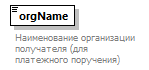 orgName
Наименование организации
получателя (для
платежного поручения)